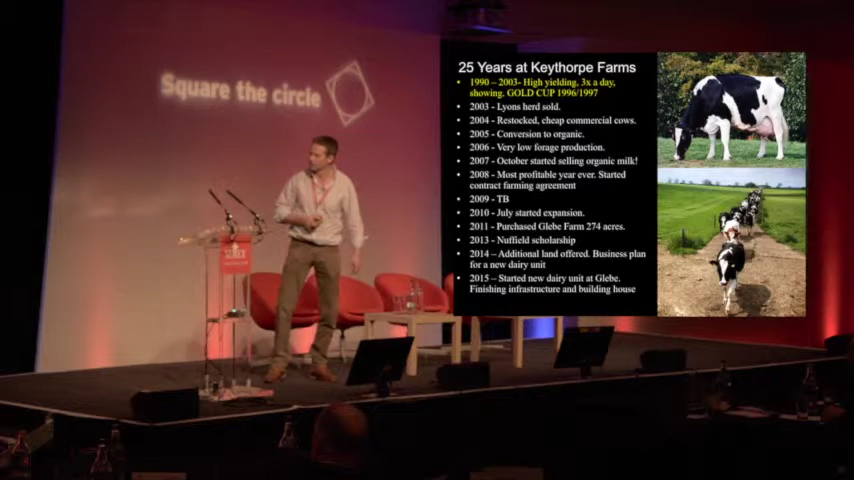 Square the circle
25 Years at Keythorpe Farms
• 1990 – 2003- High yielding, 3x a day,
showing. GOLD CUP 1996/1997
• 2003 - Lyons herd sold.
• 2004 - Restocked, cheap commercial cows.
• 2005 - Conversion to organic.
• 2006 - Very low forage production.
• 2007 - October started selling organic milk!
• 2008 - Most profitable year ever. Started
contract farming agreement
• 2009 - TB
• 2010 - July started expansion.
• 2011 - Purchased Glebe Farm 274 acres.
• 2013 - Nuffield scholarship
• 2014 – Additional land offered. Business plan
for a new dairy unit
• 2015 – Started new dairy unit at Glebe.
Finishing infrastructure and building house